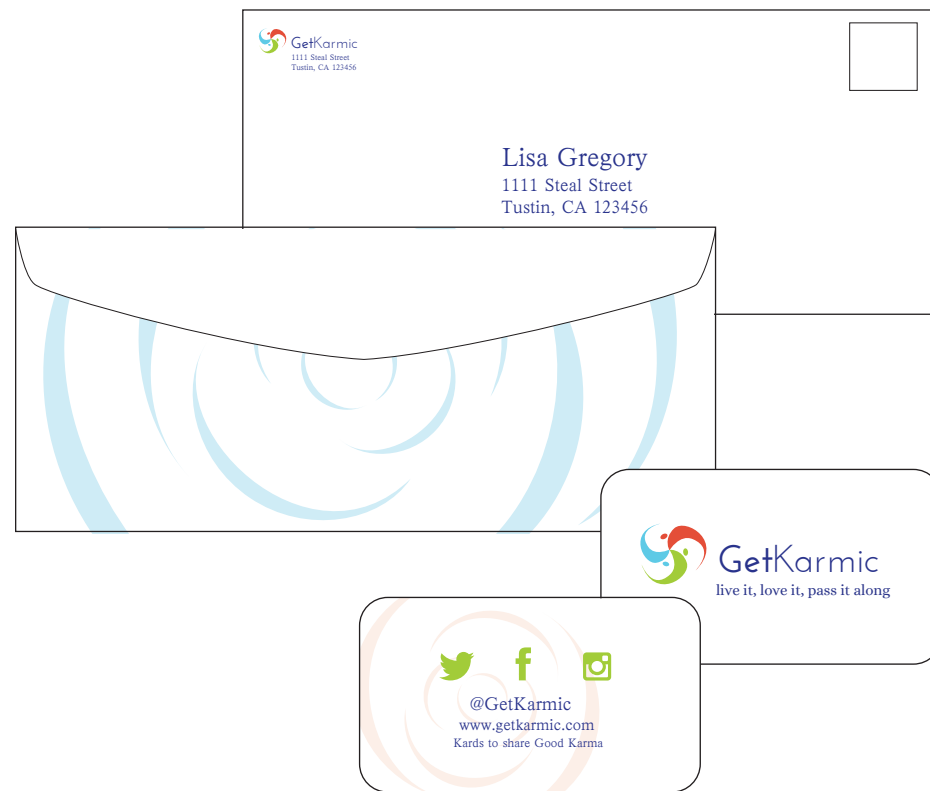 GetKarmic
1111 Steal Street
Tustin, CA 123456
Lisa Gregory
1111 Steal Street
Tustin, CA 123456
GetKarmic
live it, love it, pass it along
@GetKarmic
www.getkarmic.com
Kards to share Good Karma